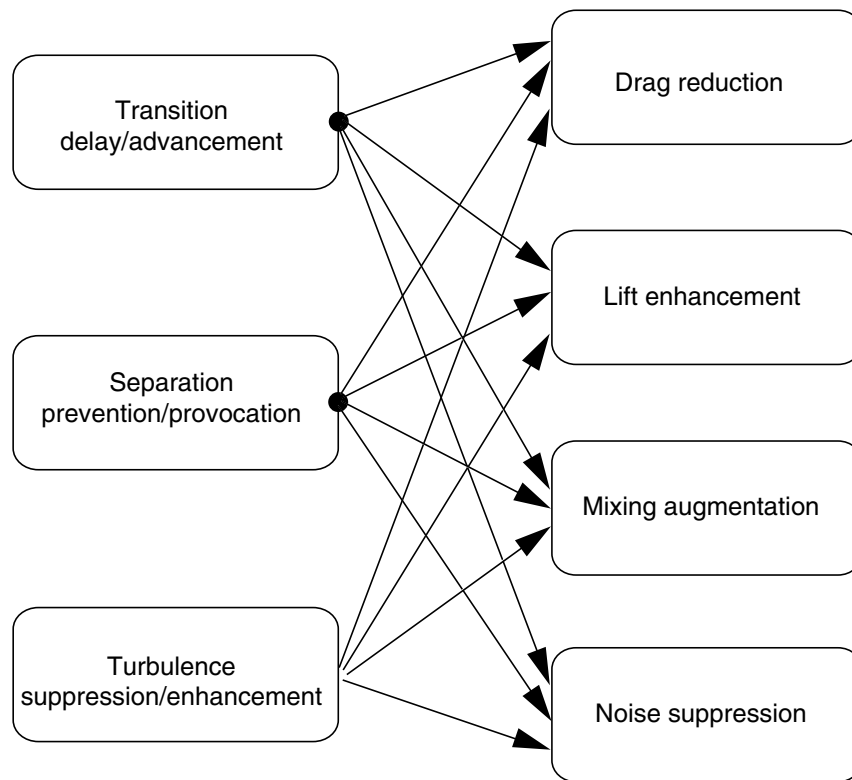 Transition
delay/advancement
Separation
prevention/provocation
Turbulence
suppression/enhancement
Drag reduction
Lift enhancement
Mixing augmentation
Noise suppression